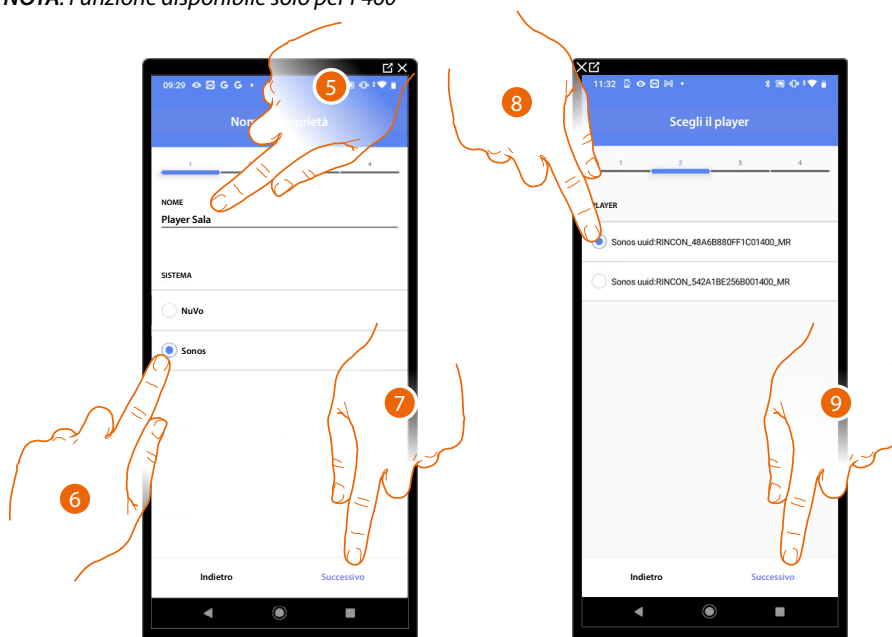 NOTA: Funzione disponibile solo per F460
5
09:29 G G
Nom
prietà
1
4
NOME
Player Sala
SISTEMA
NuVo
Sonos
6
7
Indietro
Successivo
8
11:32
Scegli il player
1 2 3 4
PLAYER
Sonos uuid:RINCON_48A6B880FF1C01400_MR
Sonos uuid:RINCON_542A1BE256B001400_MR
9
Indietro
Successivo